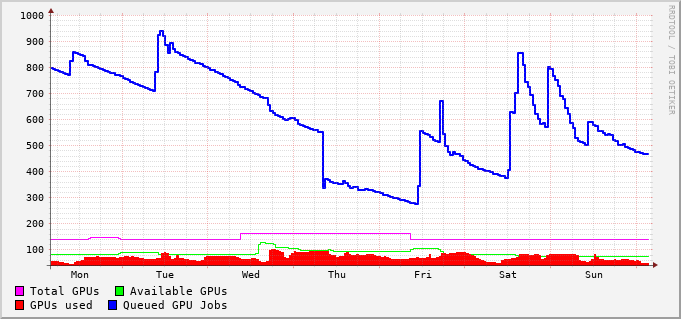 1000
900
800
700
600
500
400
300
200
100
Mon Tue Wed Thu Fri Sat Sun
Total GPUs Available GPUs
GPUs used Queued GPU Jobs
RRDTOOL / TOBI OETIKER